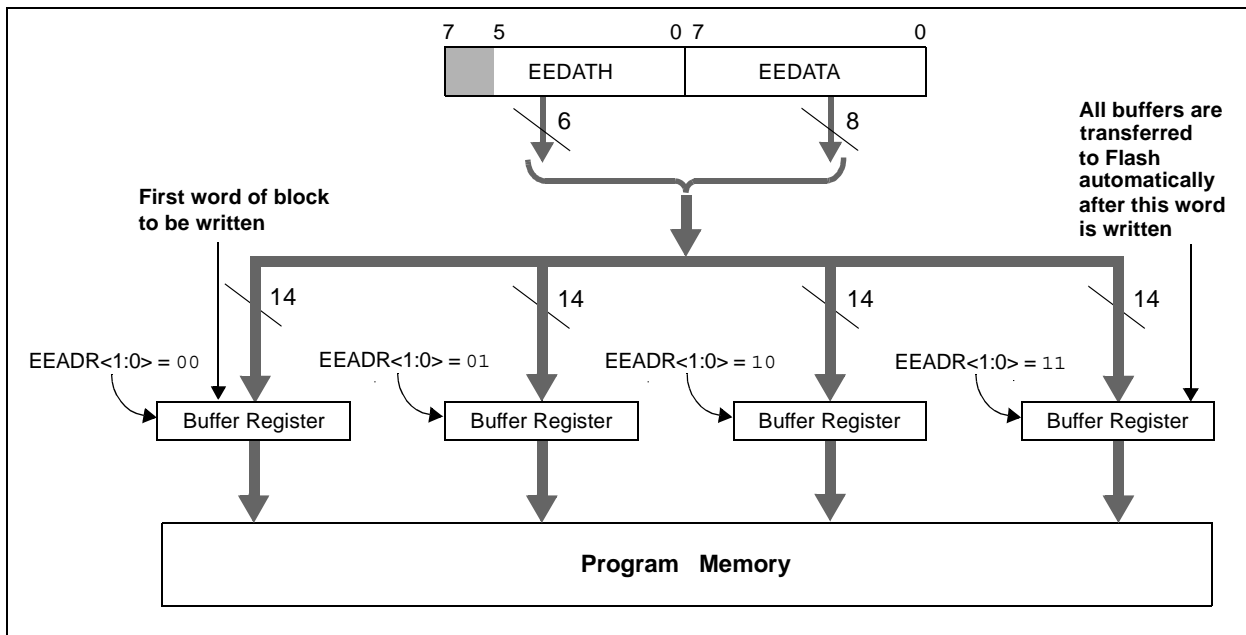 7 5 0 7 0
EEDATH EEDATA
6 8
All buffers are
transferred
to Flash
automatically
after this word
is written
First word of block
to be written
14 14 14 14
EEADR<1:0> = 00 EEADR<1:0> = 01 EEADR<1:0> = 10 EEADR<1:0> = 11
Buffer Register Buffer Register Buffer Register Buffer Register
Program Memory